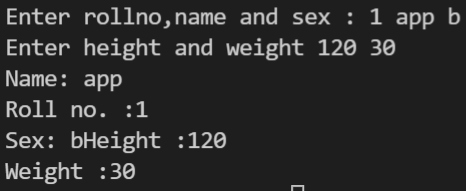 Enter rollno,name and sex : 1 app b
Enter height and weight 120 30
Name: app
Roll no. :1
Sex: bHeight :120
Weight :30